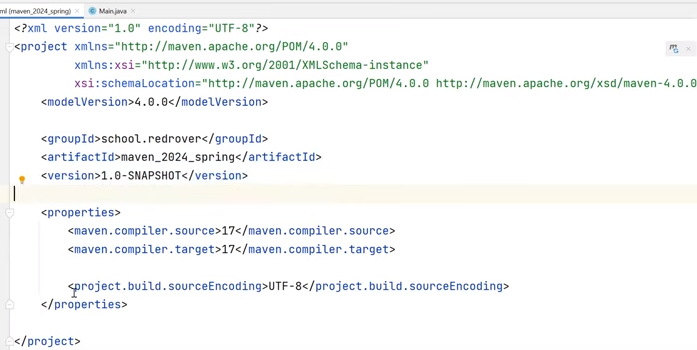 ml (maven_2024_spring) × Main.java ×
<?xml version="1.0" encoding="UTF-8"?>
<project xmlns="http://maven.apache.org/POM/4.0.0"
xmlns:xsi="http://www.w3.org/2001/XMLSchema-instance"
xsi:schemaLocation="http://maven.apache.org/POM/4.0.0 http://maven.apache.org/xsd/maven-4.0.0
<modelVersion>4.0.0</modelVersion>
<groupId>school.redrover</groupId>
<artifactId>maven_2024_spring</artifactId>
<version>1.0-SNAPSHOT</version>
<properties>
<maven.compiler.source>17</maven.compiler.source>
<maven.compiler.target>17</maven.compiler.target>
<project.build.sourceEncoding>UTF-8</project.build.sourceEncoding>
</properties>
</project>